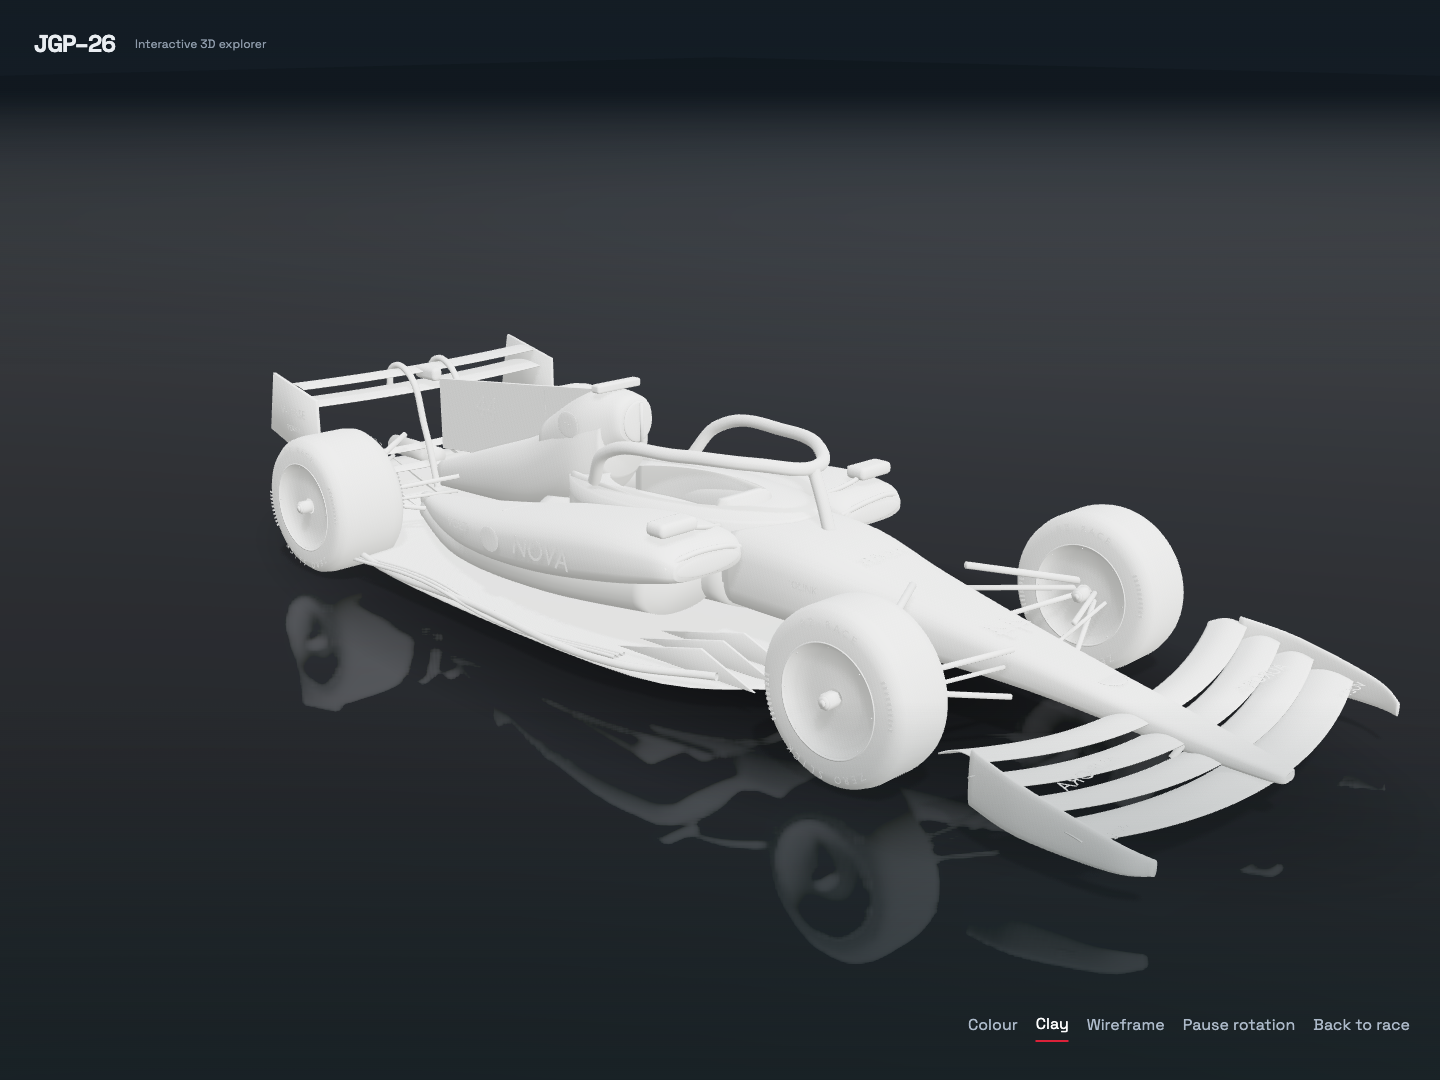 JGP–26
Interactive 3D explorer
NOVA
Colour
Clay
Wireframe
Pause rotation
Back to race